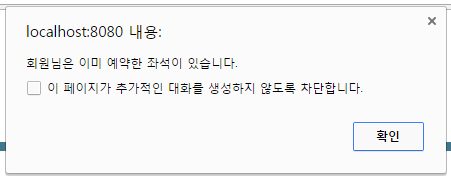 localhost:8080 내용:
회원님은 이미 예약한 좌석이 있습니다.
이 페이지가 추가적인 대화를 생성하지 않도록 차단합니다.
확인